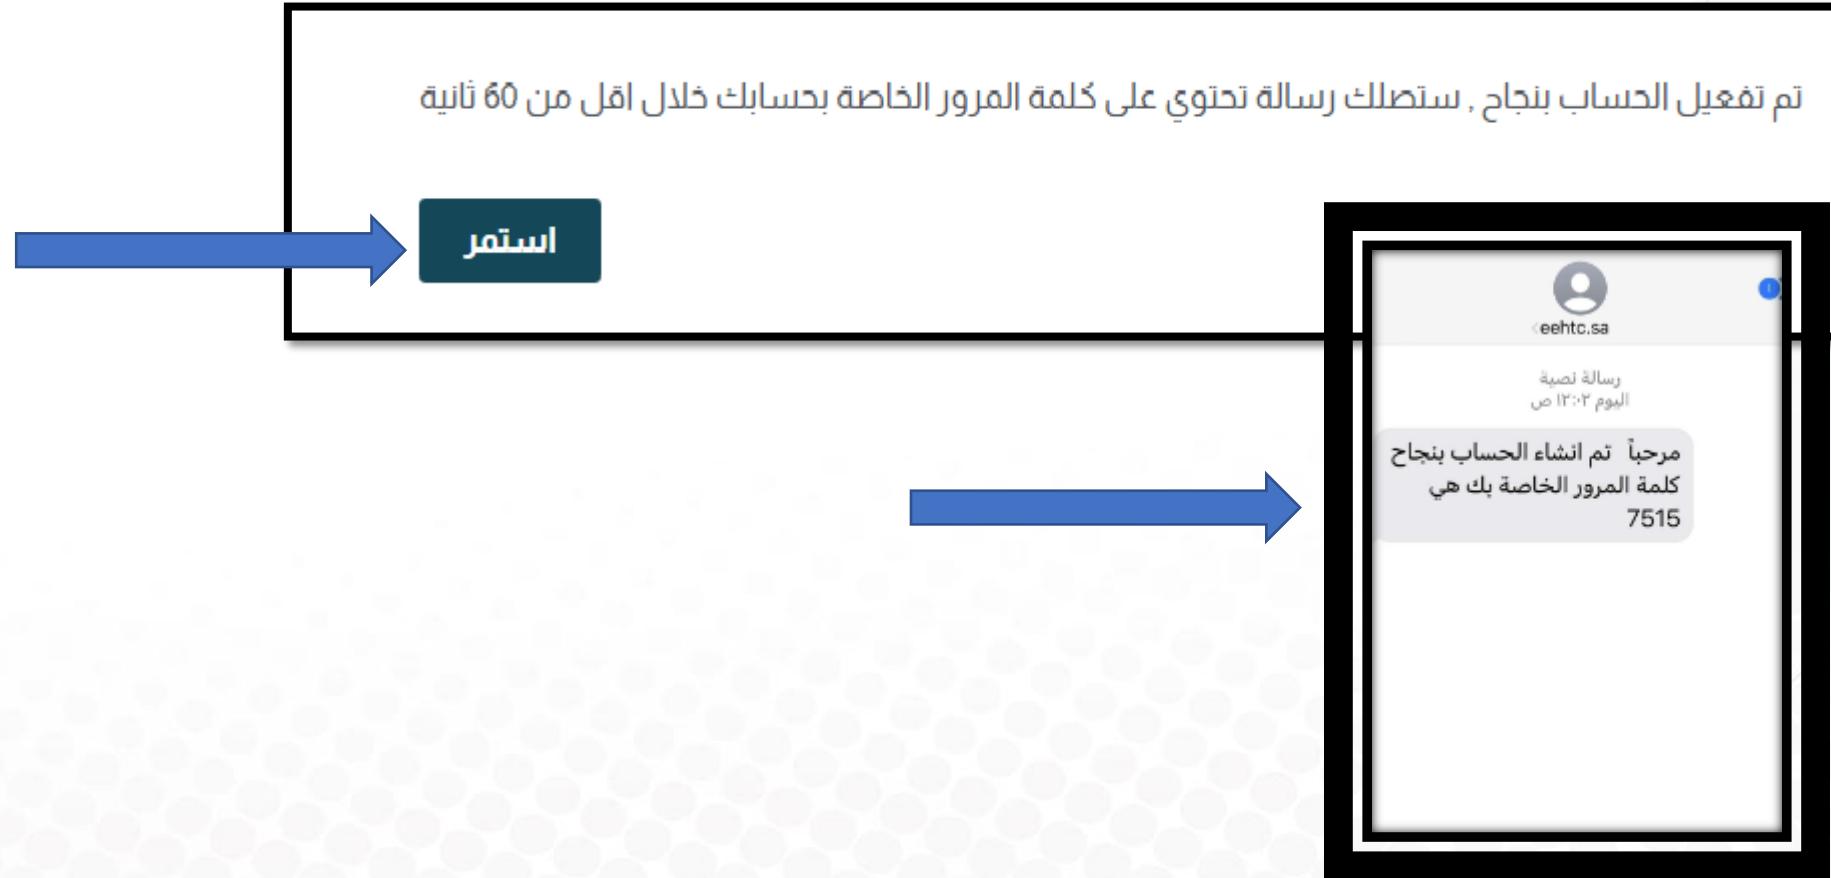 تم تفعيل الحساب بنجاح , ستصلك رسالة تحتوي على كلمة المرور الخاصة بحسابك خلال اقل من 60 ثانية
استمر
eehtc.sa
رسالة نصية
اليوم ١٢:٠٢ ص
مرحباً تم انشاء الحساب بنجاح
كلمة المرور الخاصة بك هي
7515